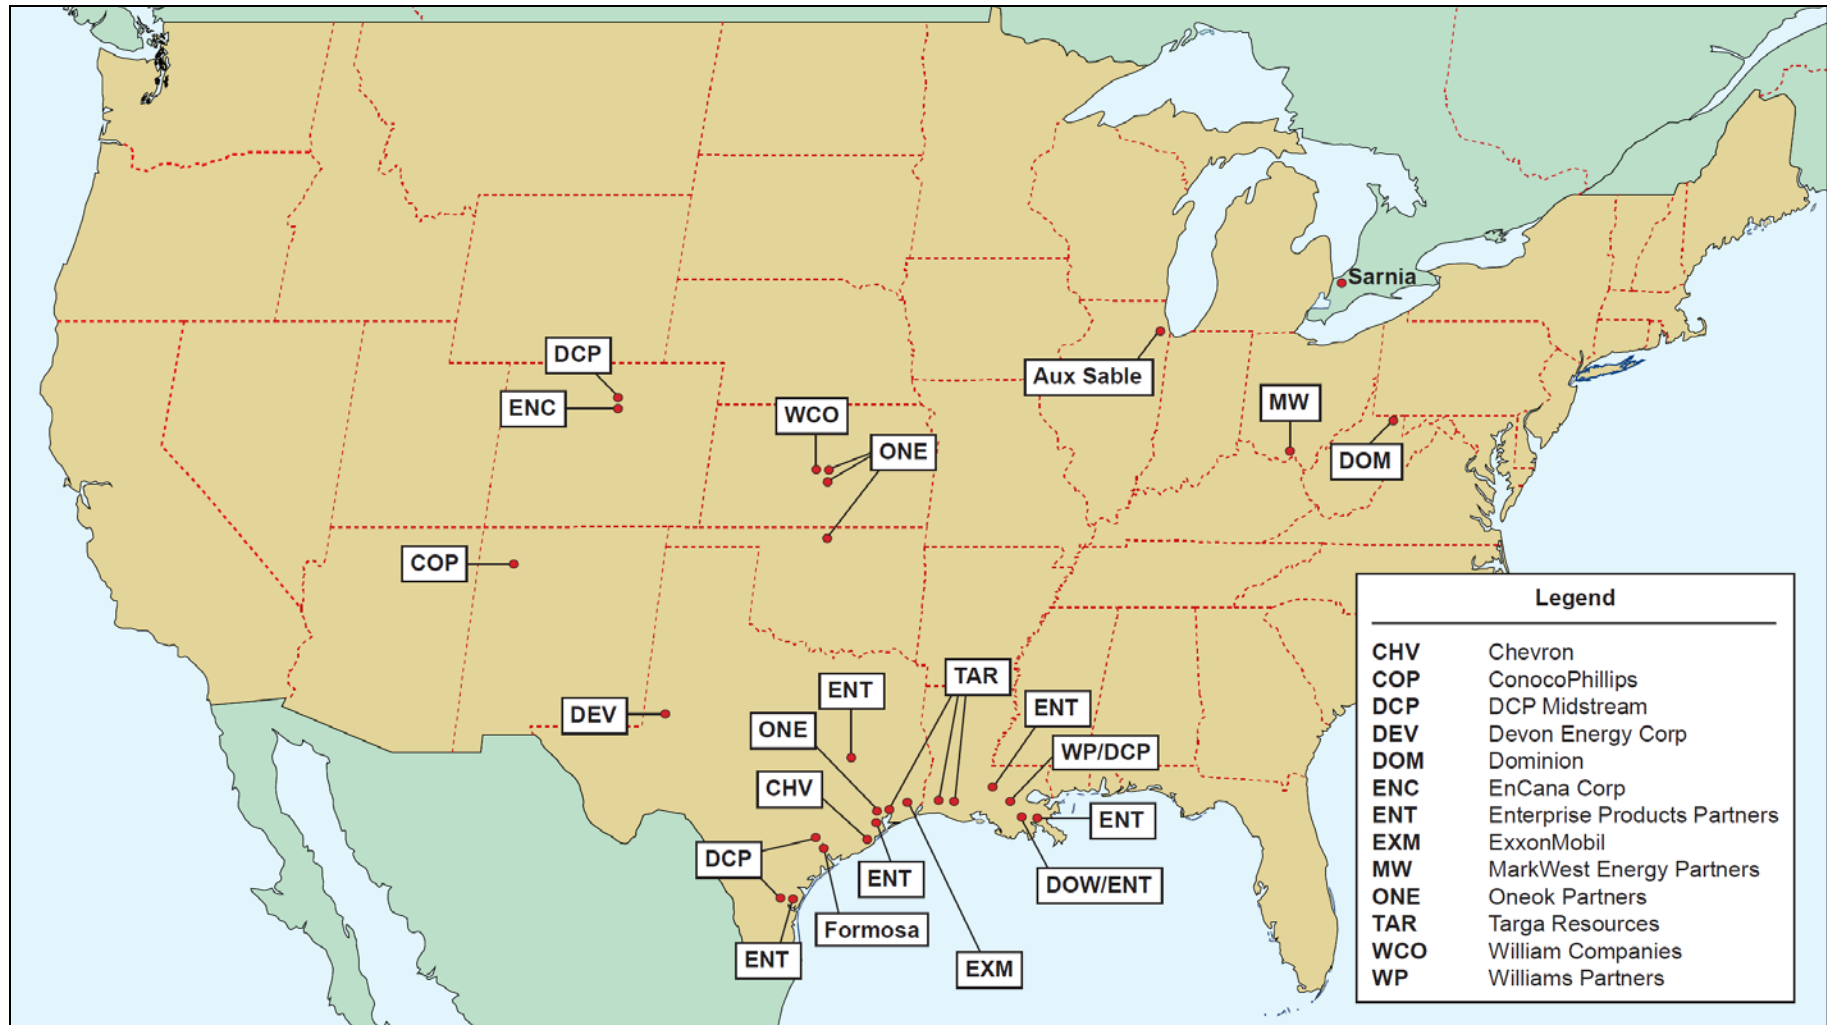 Sarnia
DCP
Aux Sable
ENC
MW
WCO
ONE
DOM
COP
TAR
ENT
DEV
ENT
ONE
WP/DCP
CHV
ENT
DCP
ENT
DOW/ENT
Formosa
ENT
EXM
Legend
CHV Chevron
COP ConocoPhillips
DCP DCP Midstream
DEV Devon Energy Corp
DOM Dominion
ENC EnCana Corp
ENT Enterprise Products Partners
EXM ExxonMobil
MW MarkWest Energy Partners
ONE Oneok Partners
TAR Targa Resources
WCO William Companies
WP Williams Partners